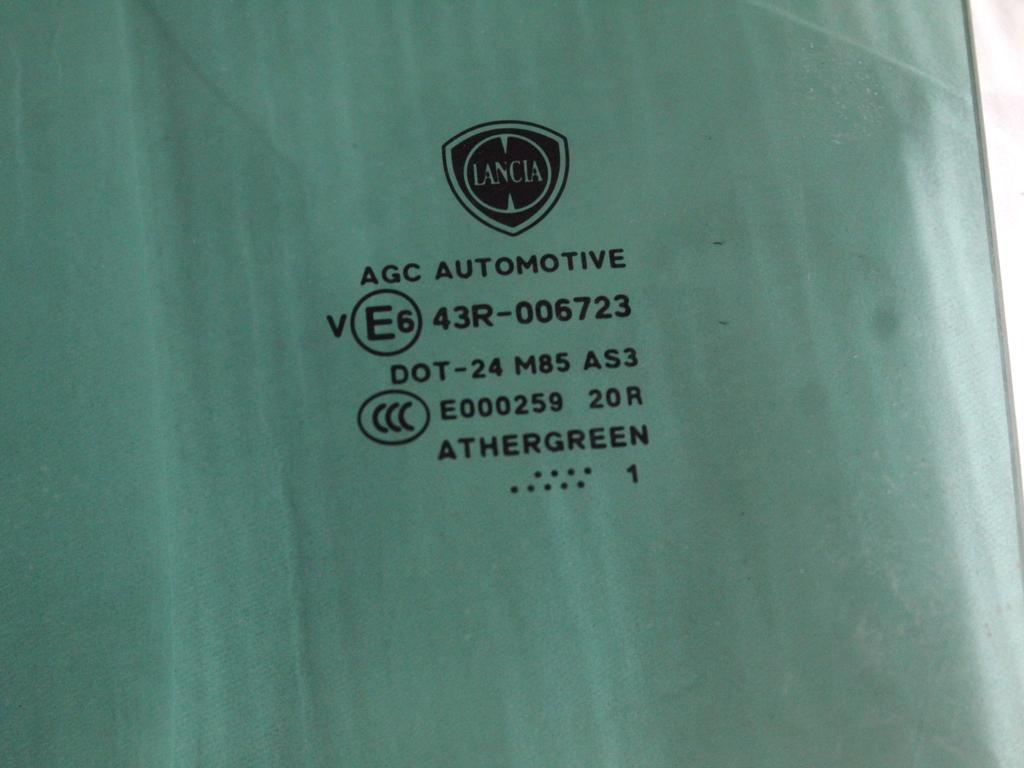 LANCIA
AGC AUTOMOTIVE
V E6 43R-006723
DOT-24 M85 AS3
CCC E000259 20R
ATHERGREEN
1